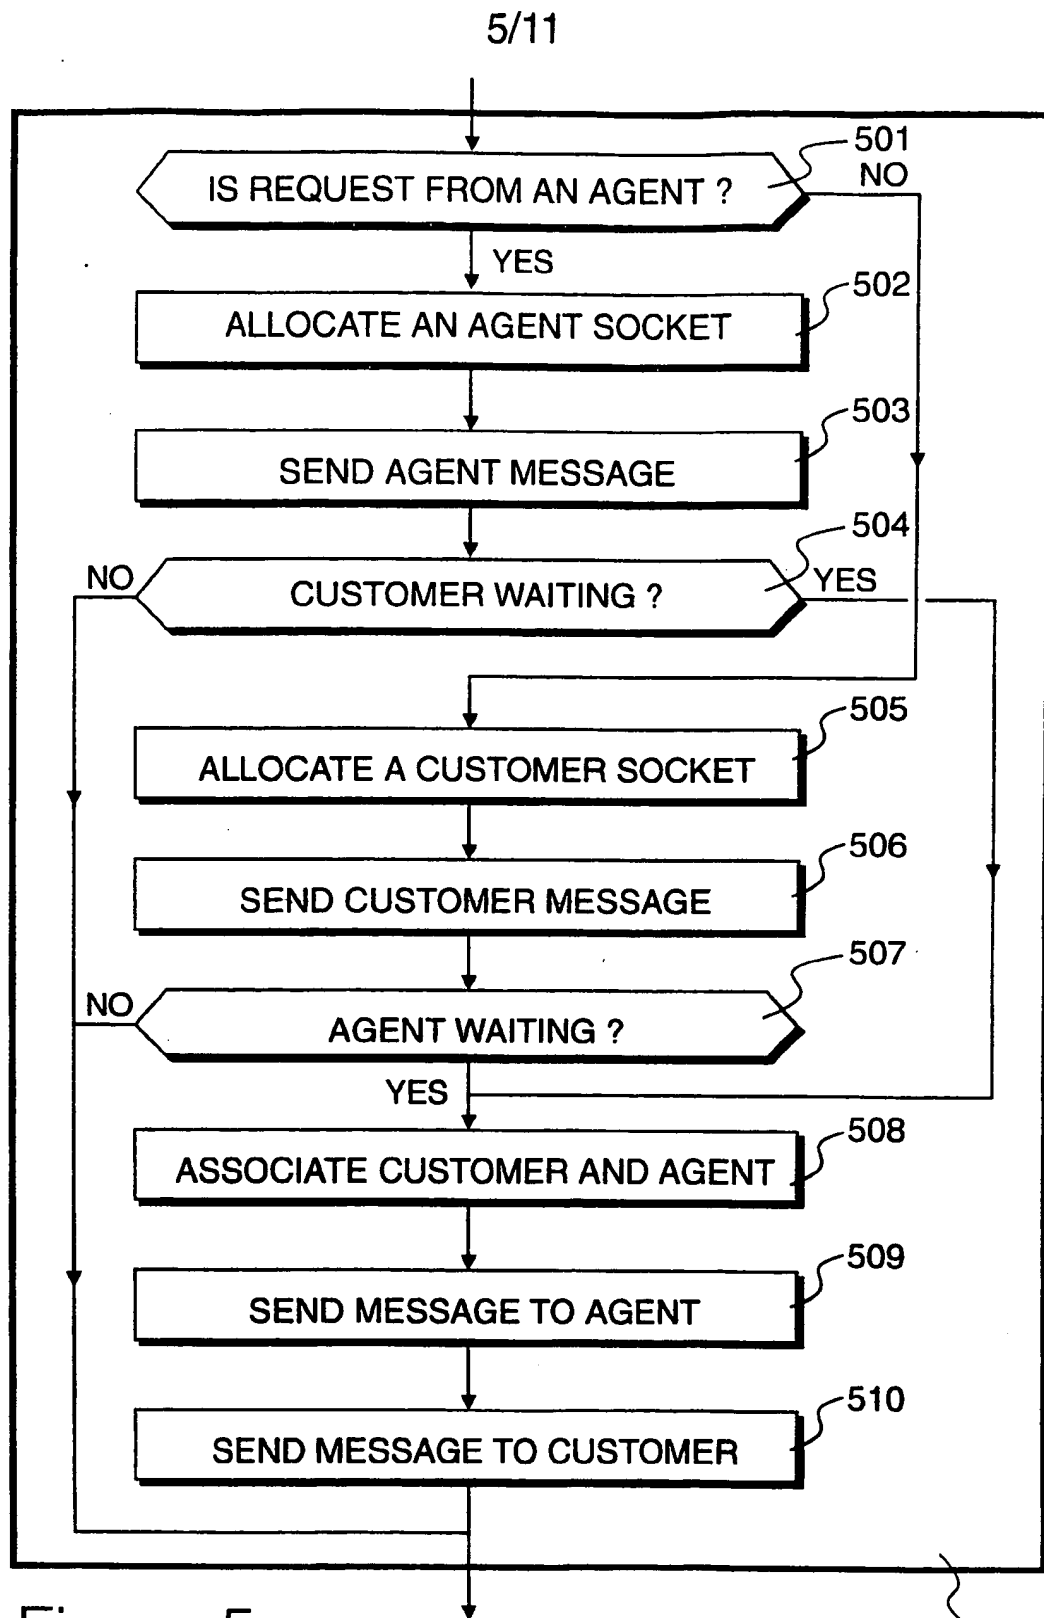 5/11
501
IS REQUEST FROM AN AGENT ?
NO
YES
502
ALLOCATE AN AGENT SOCKET
503
SEND AGENT MESSAGE
504
NO
CUSTOMER WAITING ?
YES
505
ALLOCATE A CUSTOMER SOCKET
506
SEND CUSTOMER MESSAGE
507
NO
AGENT WAITING ?
YES
508
ASSOCIATE CUSTOMER AND AGENT
509
SEND MESSAGE TO AGENT
510
SEND MESSAGE TO CUSTOMER
Figure 5